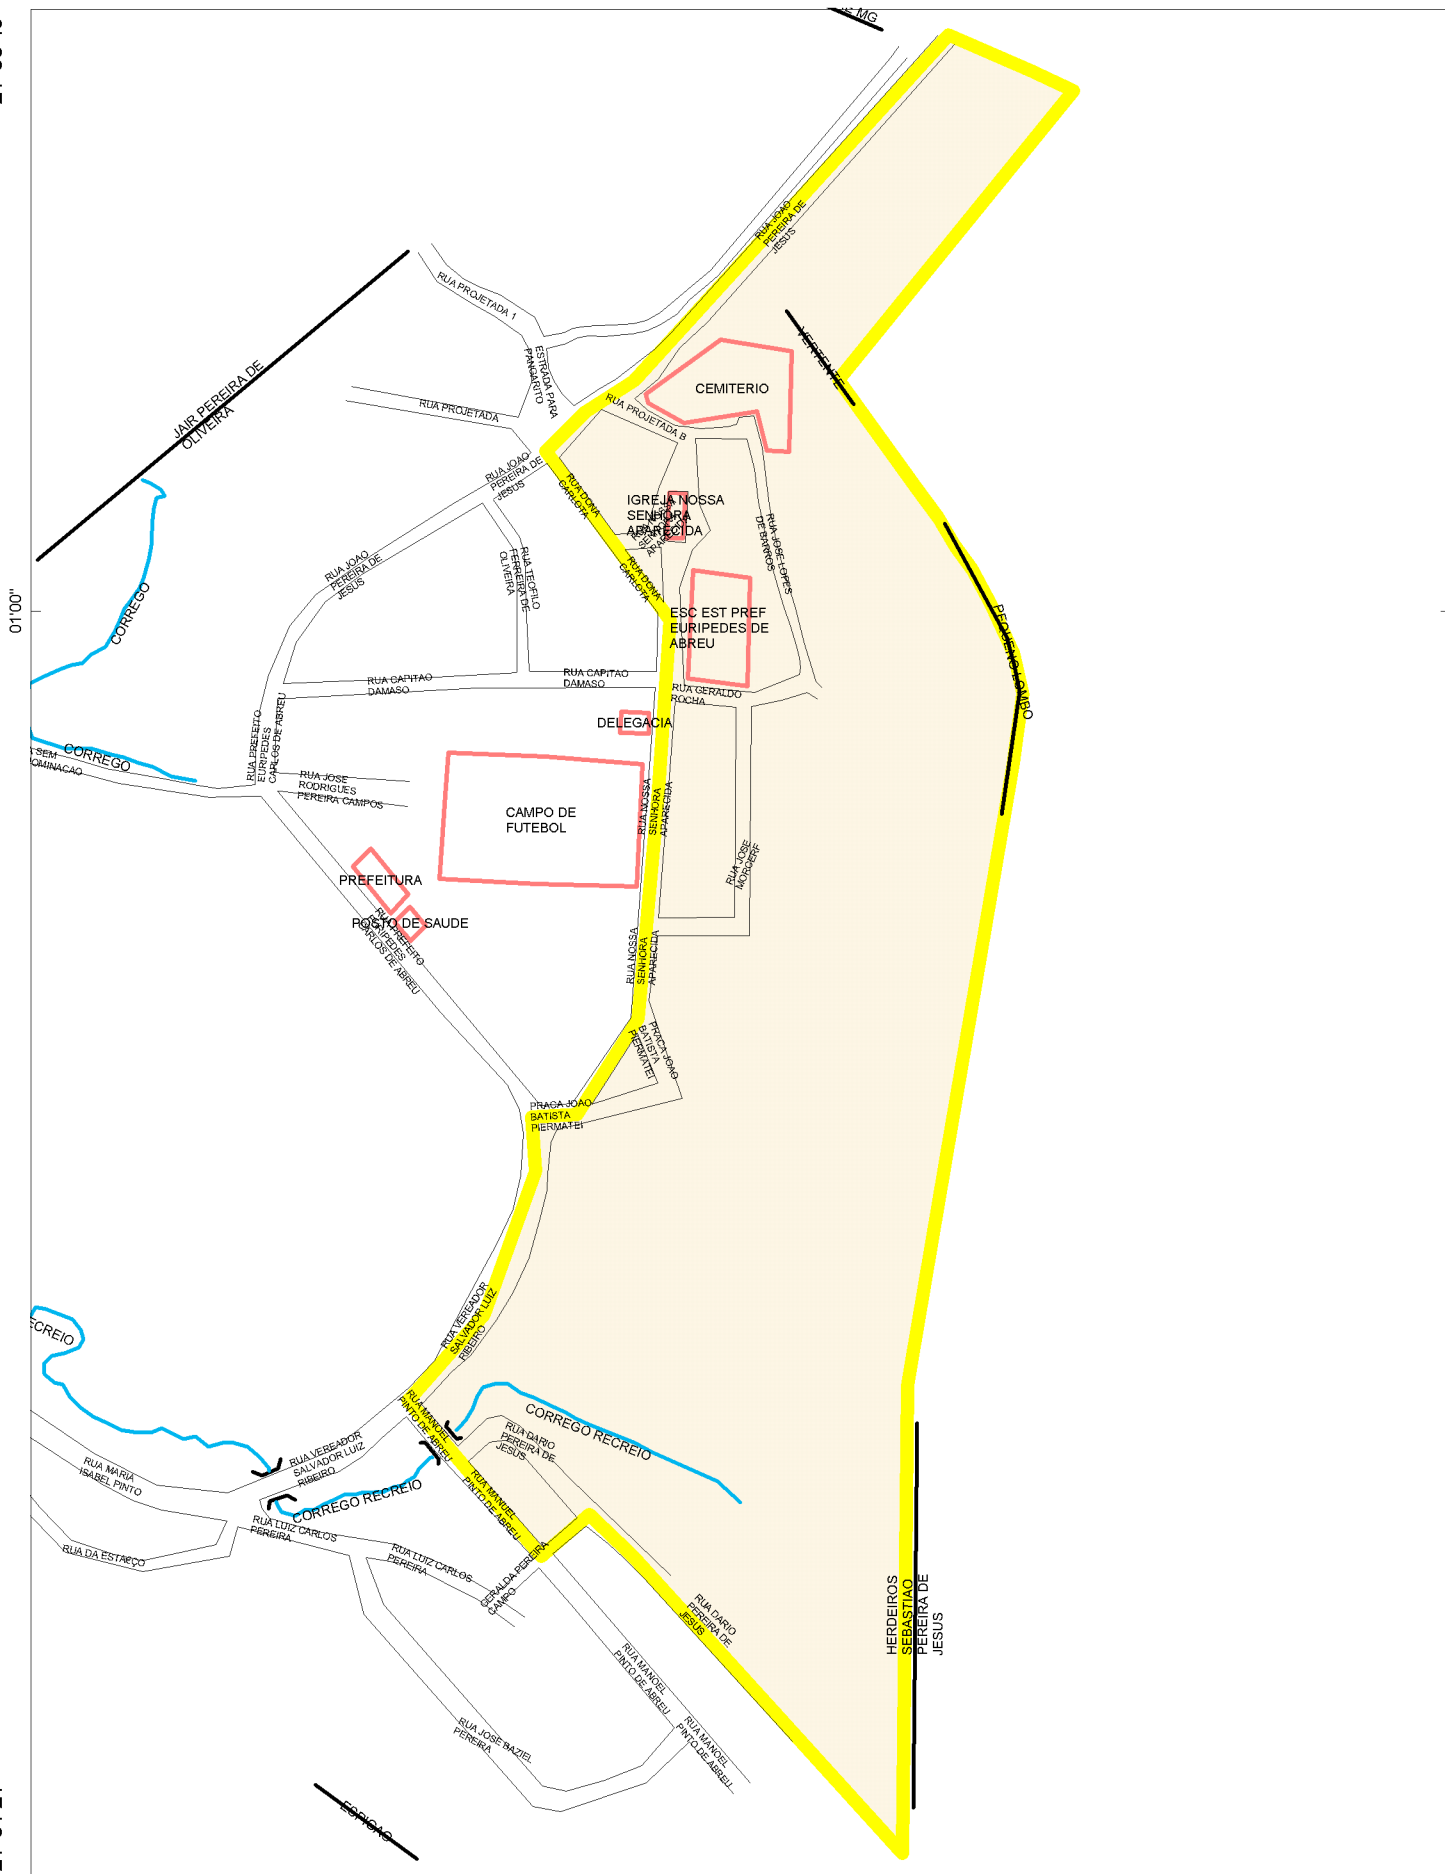 RUA JOAO
PEREIRA DE
JESUS
RUA PROJETADA 1
ESTRADA PARA
PANGARITO
VERTENTE
JAIR PEREIRA DE
OLIVEIRA
CEMITERIO
RUA PROJETADA
RUA PROJETADA B
RUA JOAO
PEREIRA DE
JESUS
RUA DONA
CARLOTA
IGREJA NOSSA
SENHORA
APARECIDA
RUA JOSE LOPES
DE BARROS
RUA JOAO
PEREIRA DE
JESUS
RUA TEOFILO
FERREIRA DE
OLIVEIRA
RUA DONA
CARLOTA
CORREGO
01'00"
ESC EST PREF
EURIPEDES DE
ABREU
PEQUENO LOMBO
RUA CAPITAO
DAMASO
RUA CAPITAO
DAMASO
RUA GERALDO
ROCHA
DELEGACIA
RUA PREFEITO
EURIPEDES
CARLOS DE ABREU
CORREGO
SEM
OMINACAO
RUA JOSE
RODRIGUES
PEREIRA CAMPOS
CAMPO DE
FUTEBOL
RUA NOSSA
SENHORA
APARECIDA
RUA JOSE
MORCERF
PREFEITURA
POSTO DE SAUDE
RUA PREFEITO
EURIPEDES
CARLOS DE ABREU
RUA NOSSA
SENHORA
APARECIDA
PRACA JOAO
BATISTA
PIERMATEI
PRACA JOAO
BATISTA
PIERMATEI
RUA VEREADOR
SALVADOR LUIZ
RIBEIRO
ECREIO
RUA MANOEL
PINTO DE ABREU
CORREGO RECREIO
RUA DARIO
PEREIRA DE
JESUS
RUA VEREADOR
SALVADOR LUIZ
RIBEIRO
RUA MARIA
ISABEL PINTO
RUA MANUEL
PINTO DE ABREU
CORREGO RECREIO
RUA LUIZ CARLOS
PEREIRA
RUA DA ESTAÇÇO
RUA LUIZ CARLOS
PEREIRA
GERALDA PEREIRA
CAMPO
RUA DARIO
PEREIRA DE
JESUS
HERDEIROS
SEBASTIAO
PEREIRA DE
JESUS
RUA MANOEL
PINTO DE ABREU
RUA JOSE BAZIEL
PEREIRA
RUA MANOEL
PINTO DE ABREU
ESPIGAO